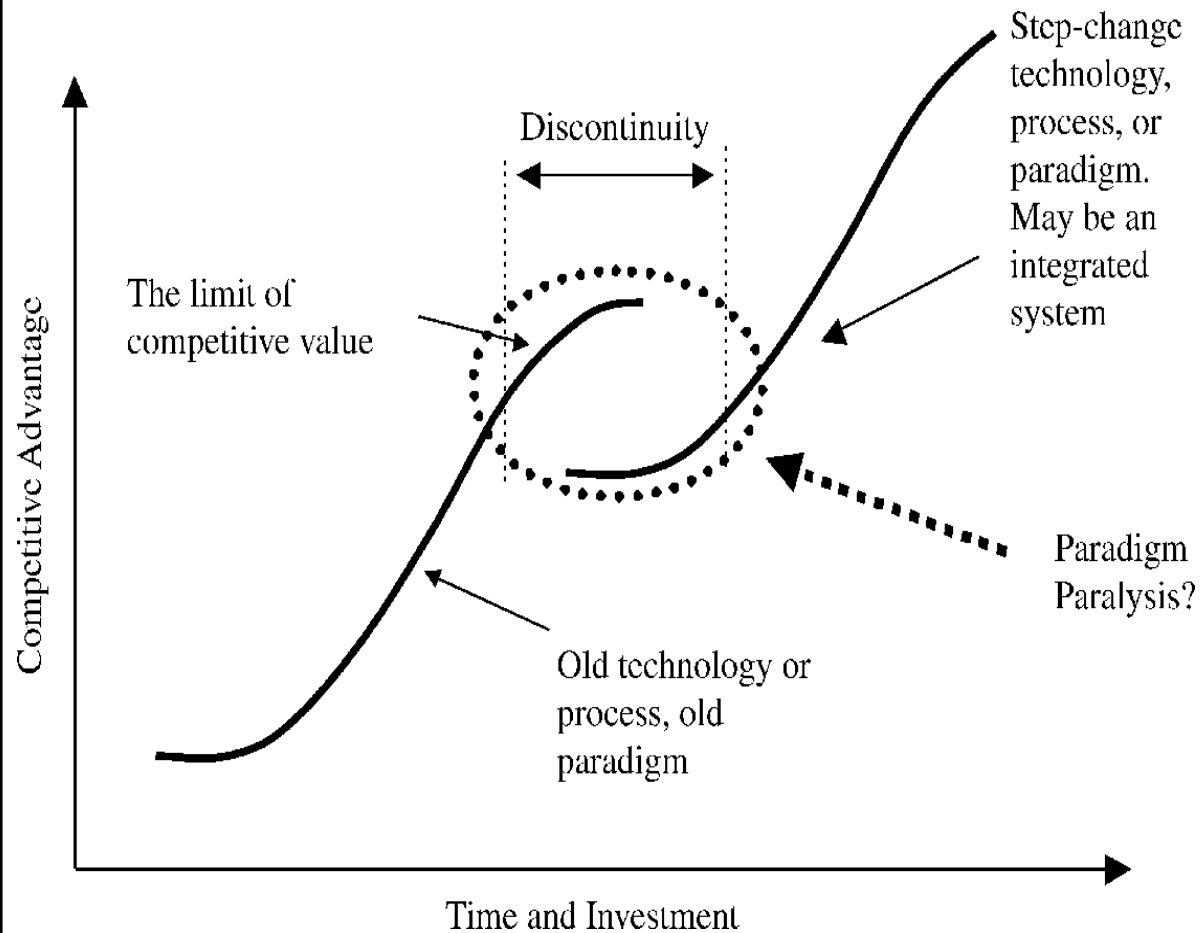 Step-change
technology,
process, or
paradigm.
May be an
integrated
system
Discontinuity
The limit of
competitive value
Competitive Advantage
Paradigm
Paralysis?
Old technology or
process, old
paradigm
Time and Investment